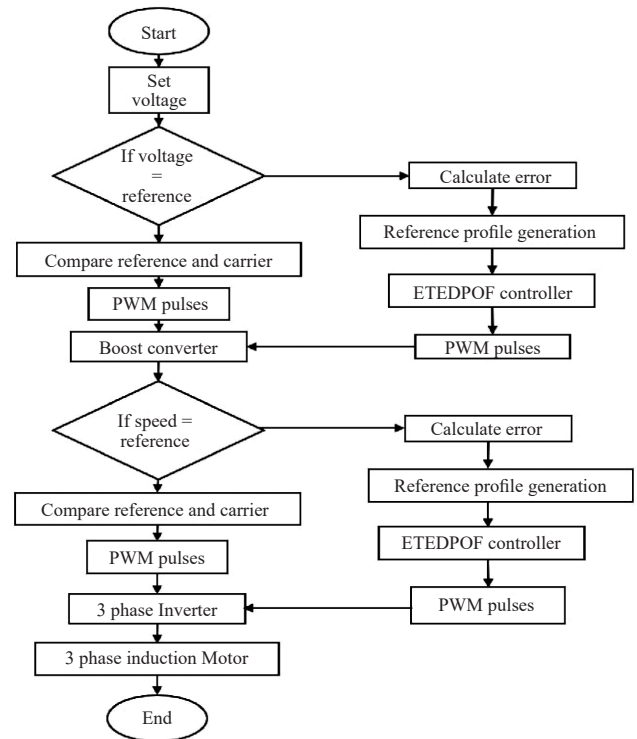 Start
Set
voltage
If voltage
=
reference
Calculate error
Reference profile generation
Compare reference and carrier
ETEDPOF controller
PWM pulses
Boost converter
PWM pulses
If speed =
reference
Calculate error
Reference profile generation
Compare reference and carrier
ETEDPOF controller
PWM pulses
3 phase Inverter
PWM pulses
3 phase induction Motor
End